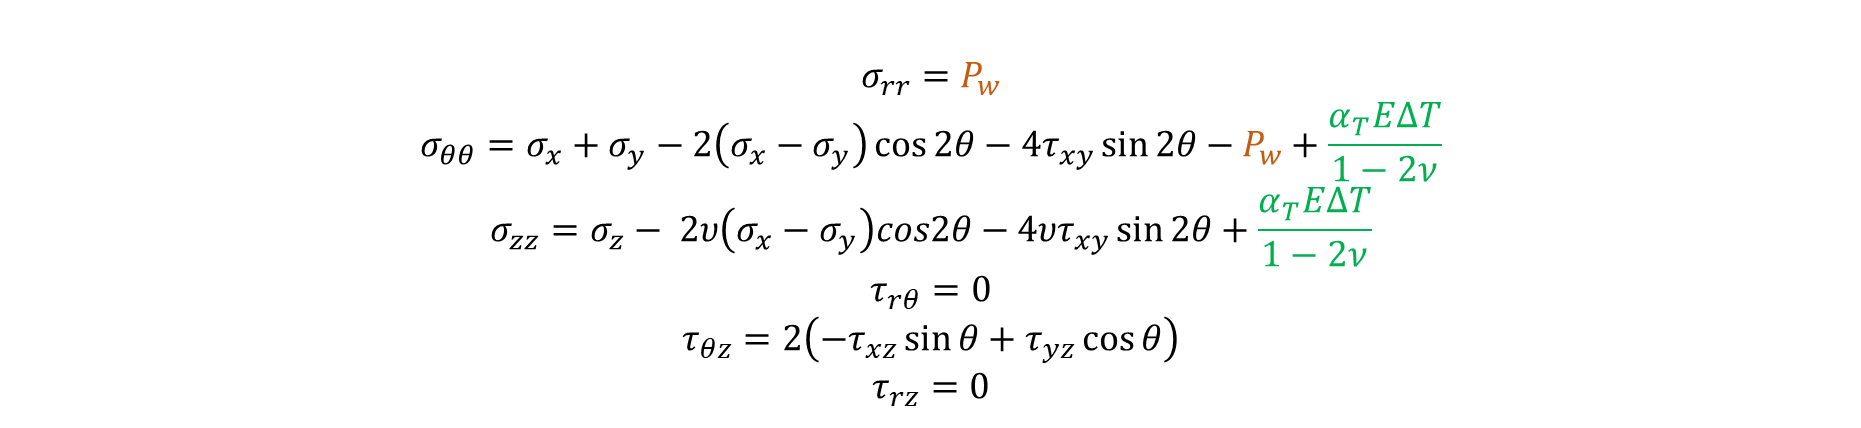 σ_rr = P_w
σ_θθ = σ_x + σ_y − 2(σ_x − σ_y) cos 2θ − 4τ_xy sin 2θ − P_w + α_T EΔT / (1 − 2ν)
σ_zz = σ_z − 2υ(σ_x − σ_y)cos2θ − 4υτ_xy sin 2θ + α_T EΔT / (1 − 2ν)
τ_rθ = 0
τ_θz = 2(−τ_xz sin θ + τ_yz cos θ)
τ_rz = 0